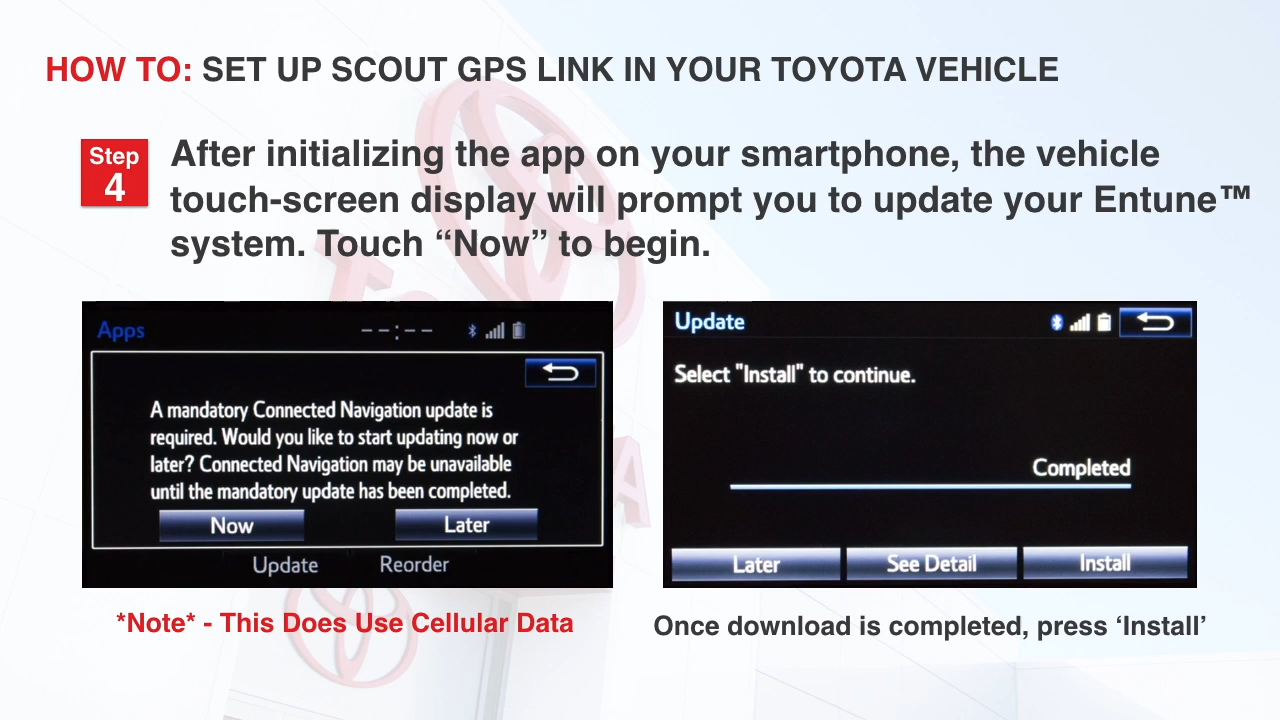 HOW TO: SET UP SCOUT GPS LINK IN YOUR TOYOTA VEHICLE
Step
4
After initializing the app on your smartphone, the vehicle
touch-screen display will prompt you to update your Entune™
system. Touch “Now” to begin.
Apps
--:--
A mandatory Connected Navigation update is
required. Would you like to start updating now or
later? Connected Navigation may be unavailable
until the mandatory update has been completed.
Now Later
Update Reorder
*Note* - This Does Use Cellular Data
Update
Select "Install" to continue.
Completed
Later See Detail Install
Once download is completed, press ‘Install’